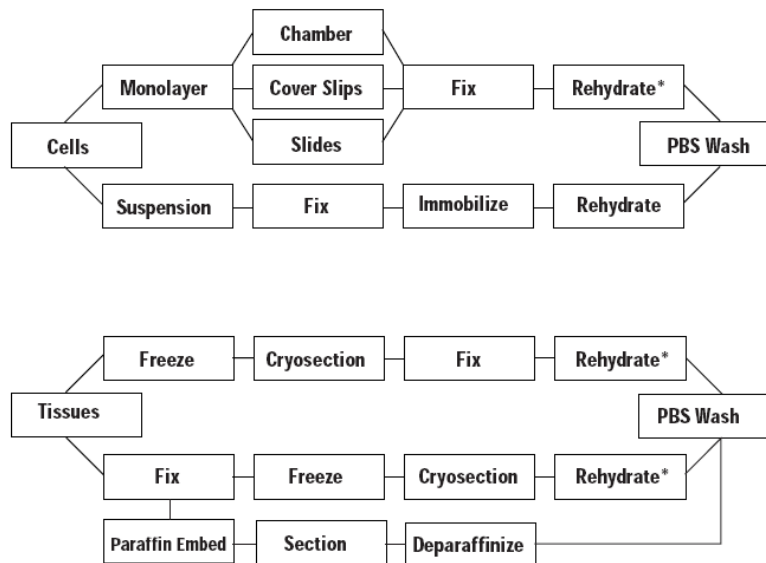 Chamber
Monolayer
Cover Slips
Fix
Rehydrate*
Cells
Slides
PBS Wash
Suspension
Fix
Immobilize
Rehydrate
Freeze
Cryosection
Fix
Rehydrate*
Tissues
PBS Wash
Fix
Freeze
Cryosection
Rehydrate*
Paraffin Embed
Section
Deparaffinize